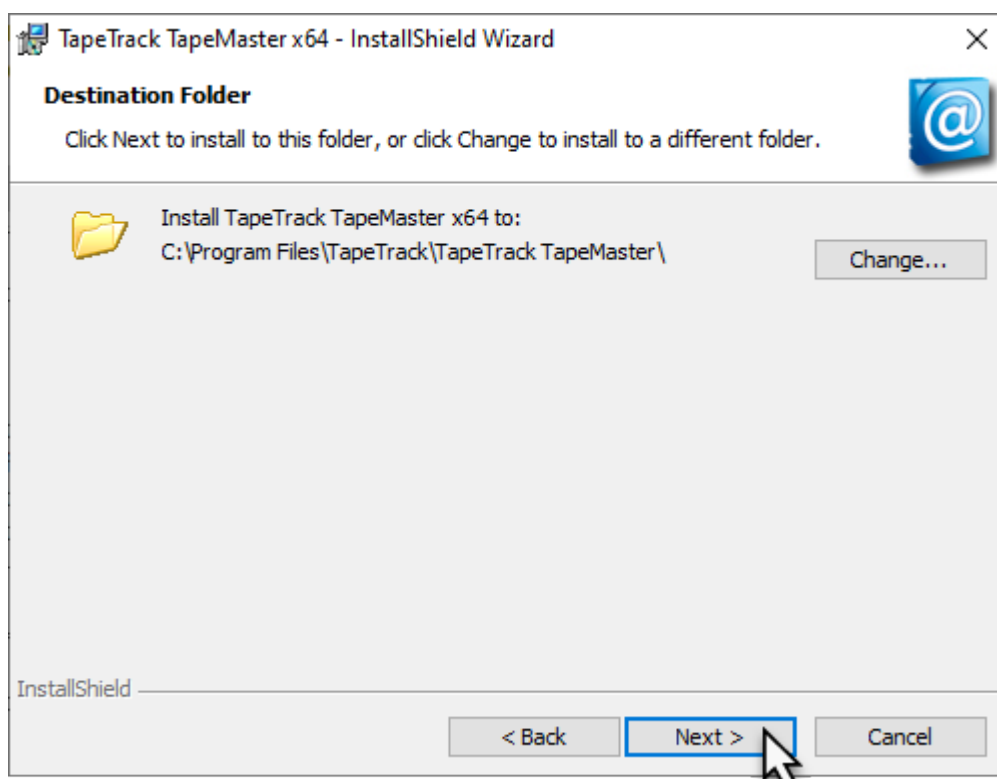 TapeTrack TapeMaster x64 - InstallShield Wizard
Destination Folder
Click Next to install to this folder, or click Change to install to a different folder.
@
Install TapeTrack TapeMaster x64 to:
C:\Program Files\TapeTrack\TapeTrack TapeMaster\
Change...
InstallShield
< Back
Next >
Cancel